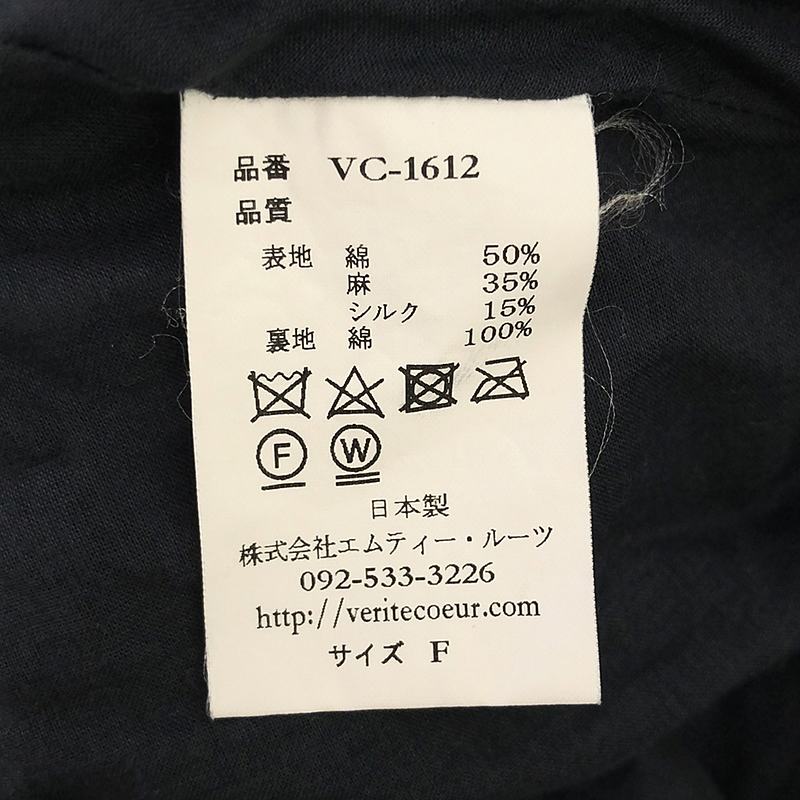 品番 VC-1612
品質
表地 綿 50%
麻 35%
シルク 15%
裏地 綿 100%
F W
日本製
株式会社エムティー・ルーツ
092-533-3226
http://veritecoeur.com
サイズ F